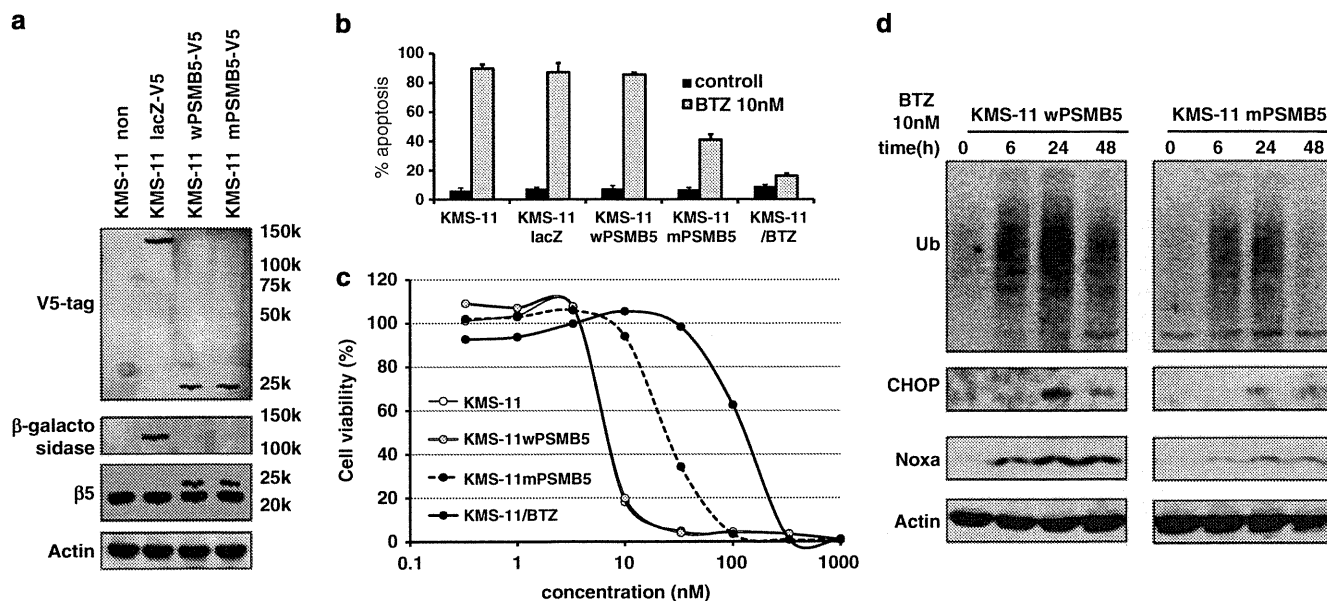 a
KMS-11 non
KMS-11 lacZ-V5
KMS-11 wPSMB5-V5
KMS-11 mPSMB5-V5
V5-tag
150k
100k
75k
50k
25k
β-galacto
sidase
150k
100k
β5
25k
20k
Actin
b
% apoptosis
100
80
60
40
20
0
controll
BTZ 10nM
KMS-11
KMS-11
lacZ
KMS-11
wPSMB5
KMS-11
mPSMB5
KMS-11
/BTZ
c
Cell viability (%)
120
100
80
60
40
20
0
KMS-11
KMS-11wPSMB5
KMS-11mPSMB5
KMS-11/BTZ
0.1
1
10
100
1000
concentration (nM)
d
BTZ
10nM
KMS-11 wPSMB5
KMS-11 mPSMB5
time(h)
0 6 24 48
0 6 24 48
Ub
CHOP
Noxa
Actin